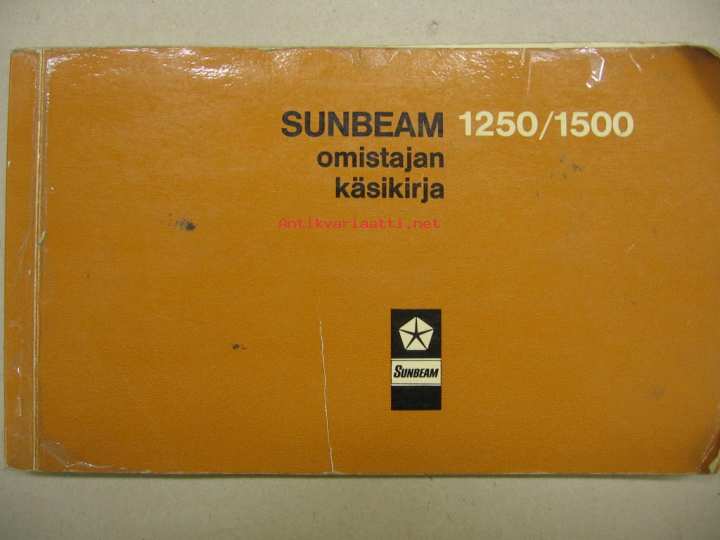 SUNBEAM 1250/1500
omistajan
käsikirja
Antikvariaatti.net
SUNBEAM